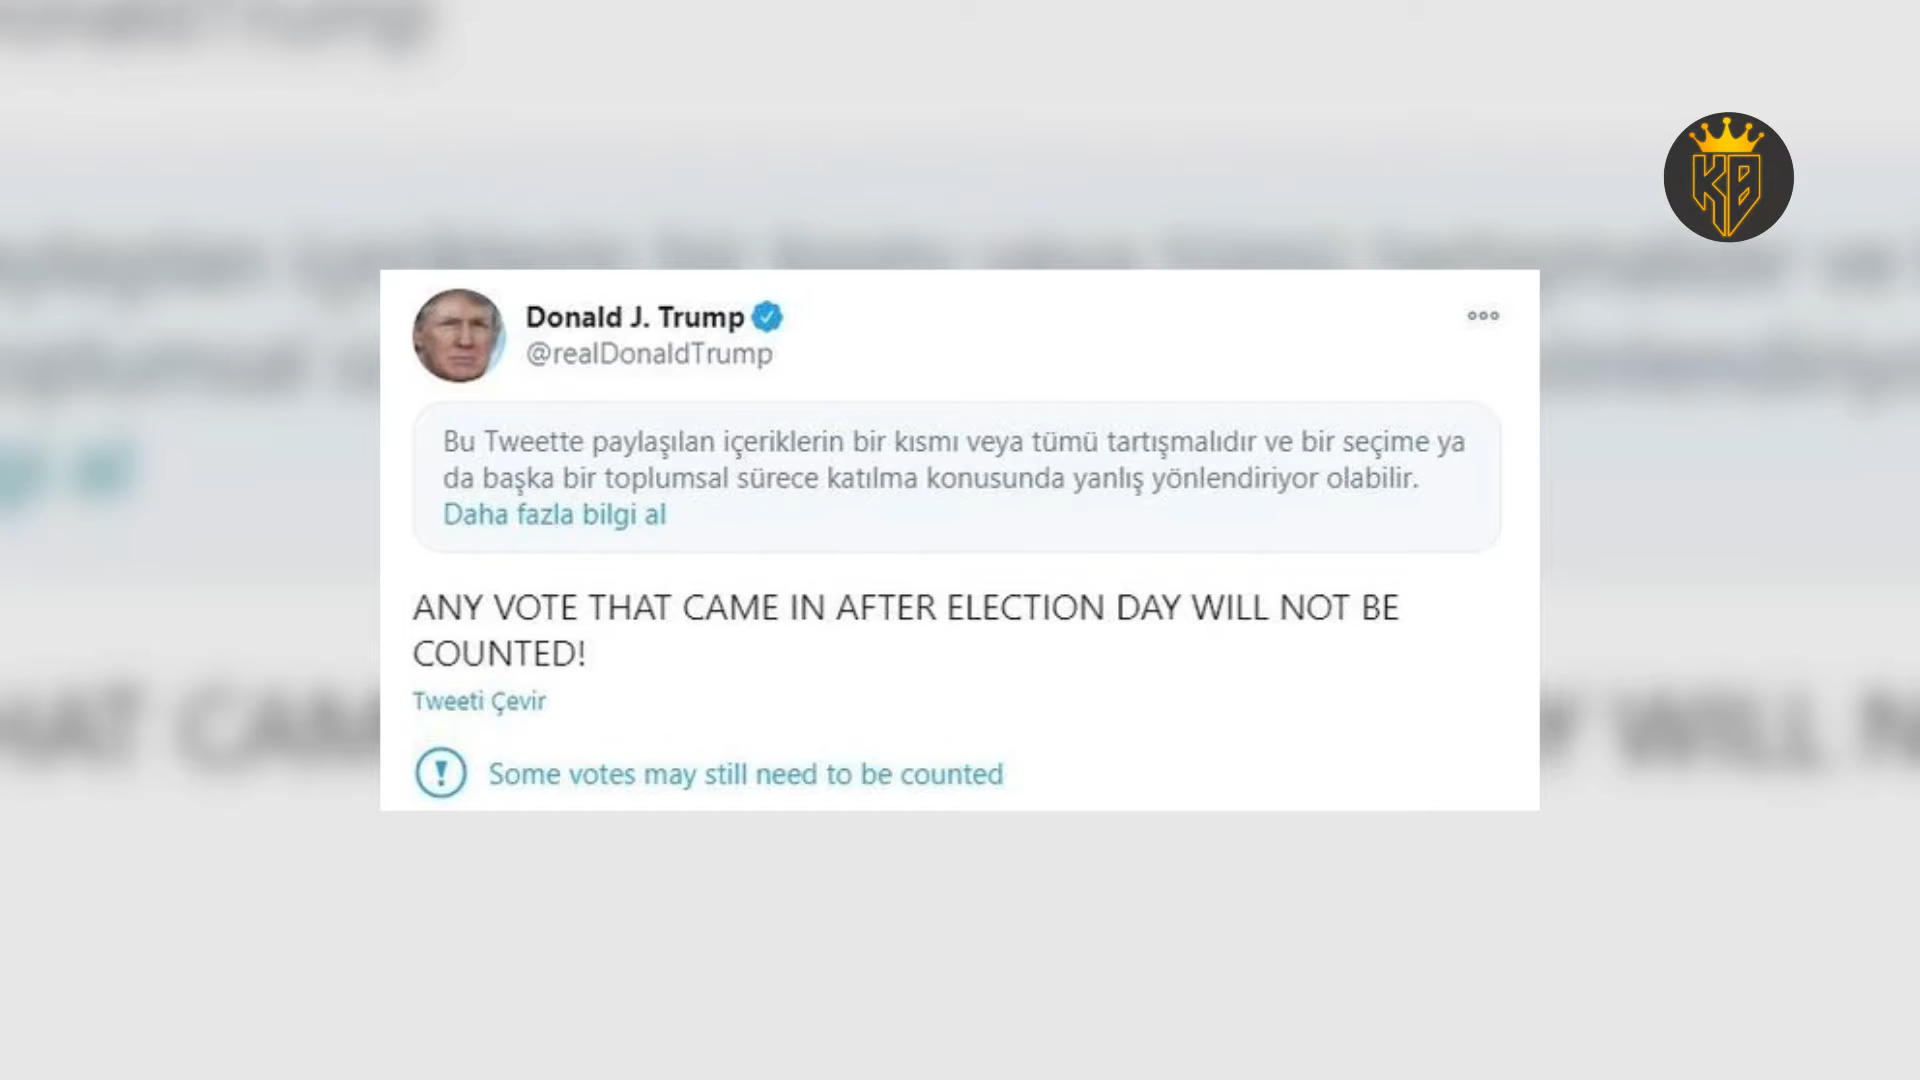 KB
Donald J. Trump
@realDonaldTrump
Bu Tweette paylaşılan içeriklerin bir kısmı veya tümü tartışmalıdır ve bir seçime ya
da başka bir toplumsal sürece katılma konusunda yanlış yönlendiriyor olabilir.
Daha fazla bilgi al
ANY VOTE THAT CAME IN AFTER ELECTION DAY WILL NOT BE
COUNTED!
Tweeti Çevir
Some votes may still need to be counted